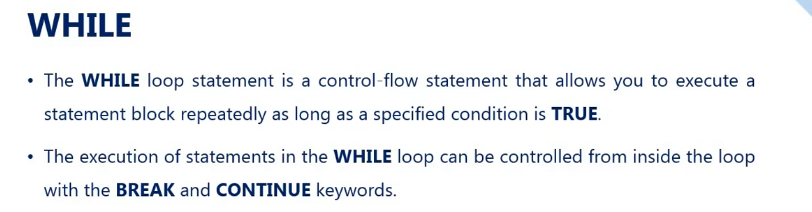 WHILE
• The WHILE loop statement is a control-flow statement that allows you to execute a
statement block repeatedly as long as a specified condition is TRUE.
• The execution of statements in the WHILE loop can be controlled from inside the loop
with the BREAK and CONTINUE keywords.